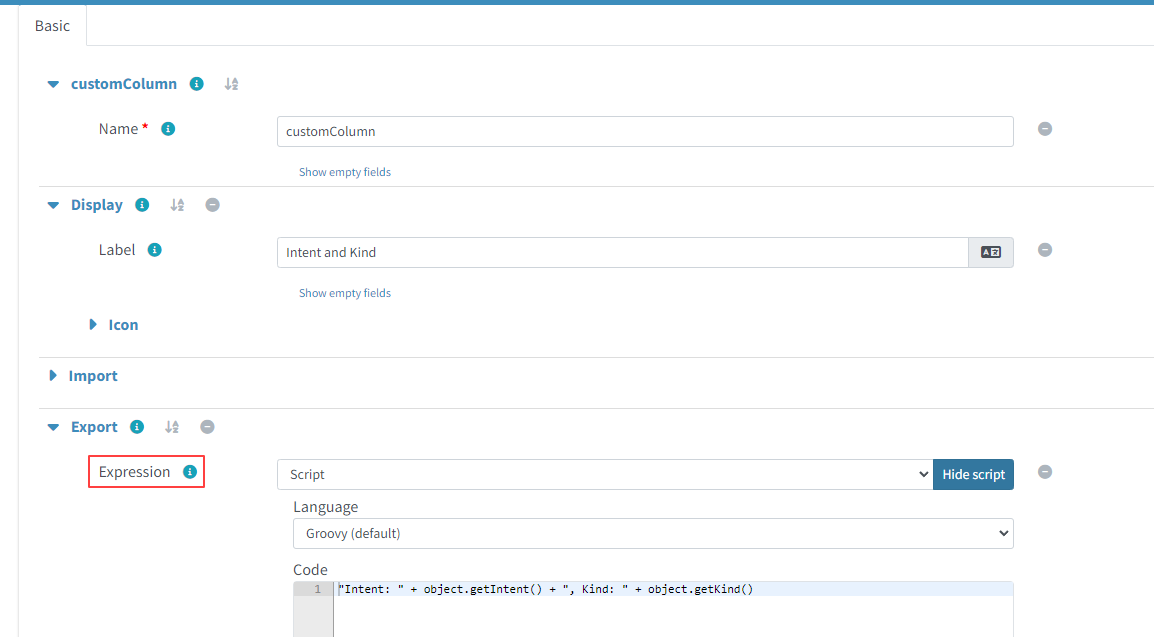 Basic
customColumn
Name *
customColumn
Show empty fields
Display
Label
Intent and Kind
Show empty fields
Icon
Import
Export
Expression
Script
Hide script
Language
Groovy (default)
Code
1
"Intent: " + object.getIntent() + ", Kind: " + object.getKind()